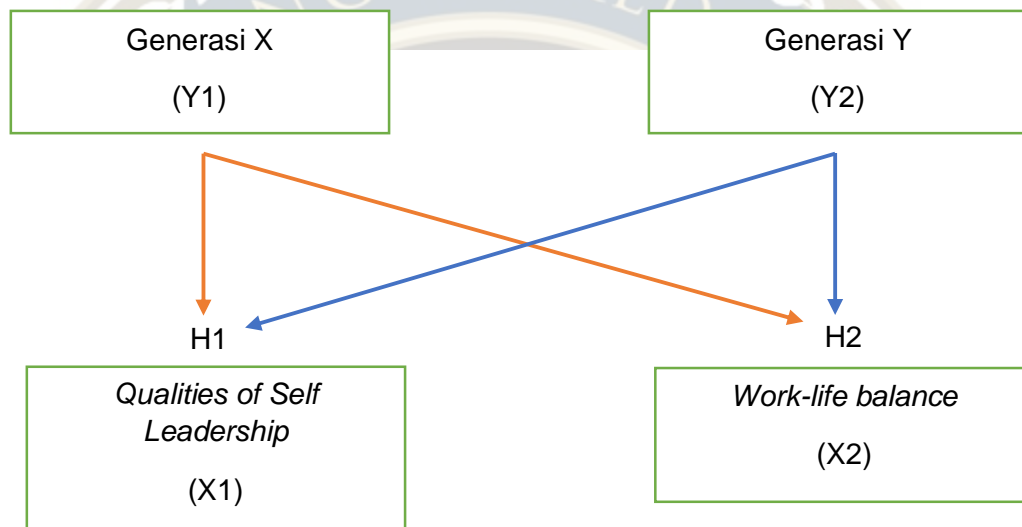 Generasi X
(Y1)
Generasi Y
(Y2)
H1
H2
Qualities of Self
Leadership
(X1)
Work-life balance
(X2)